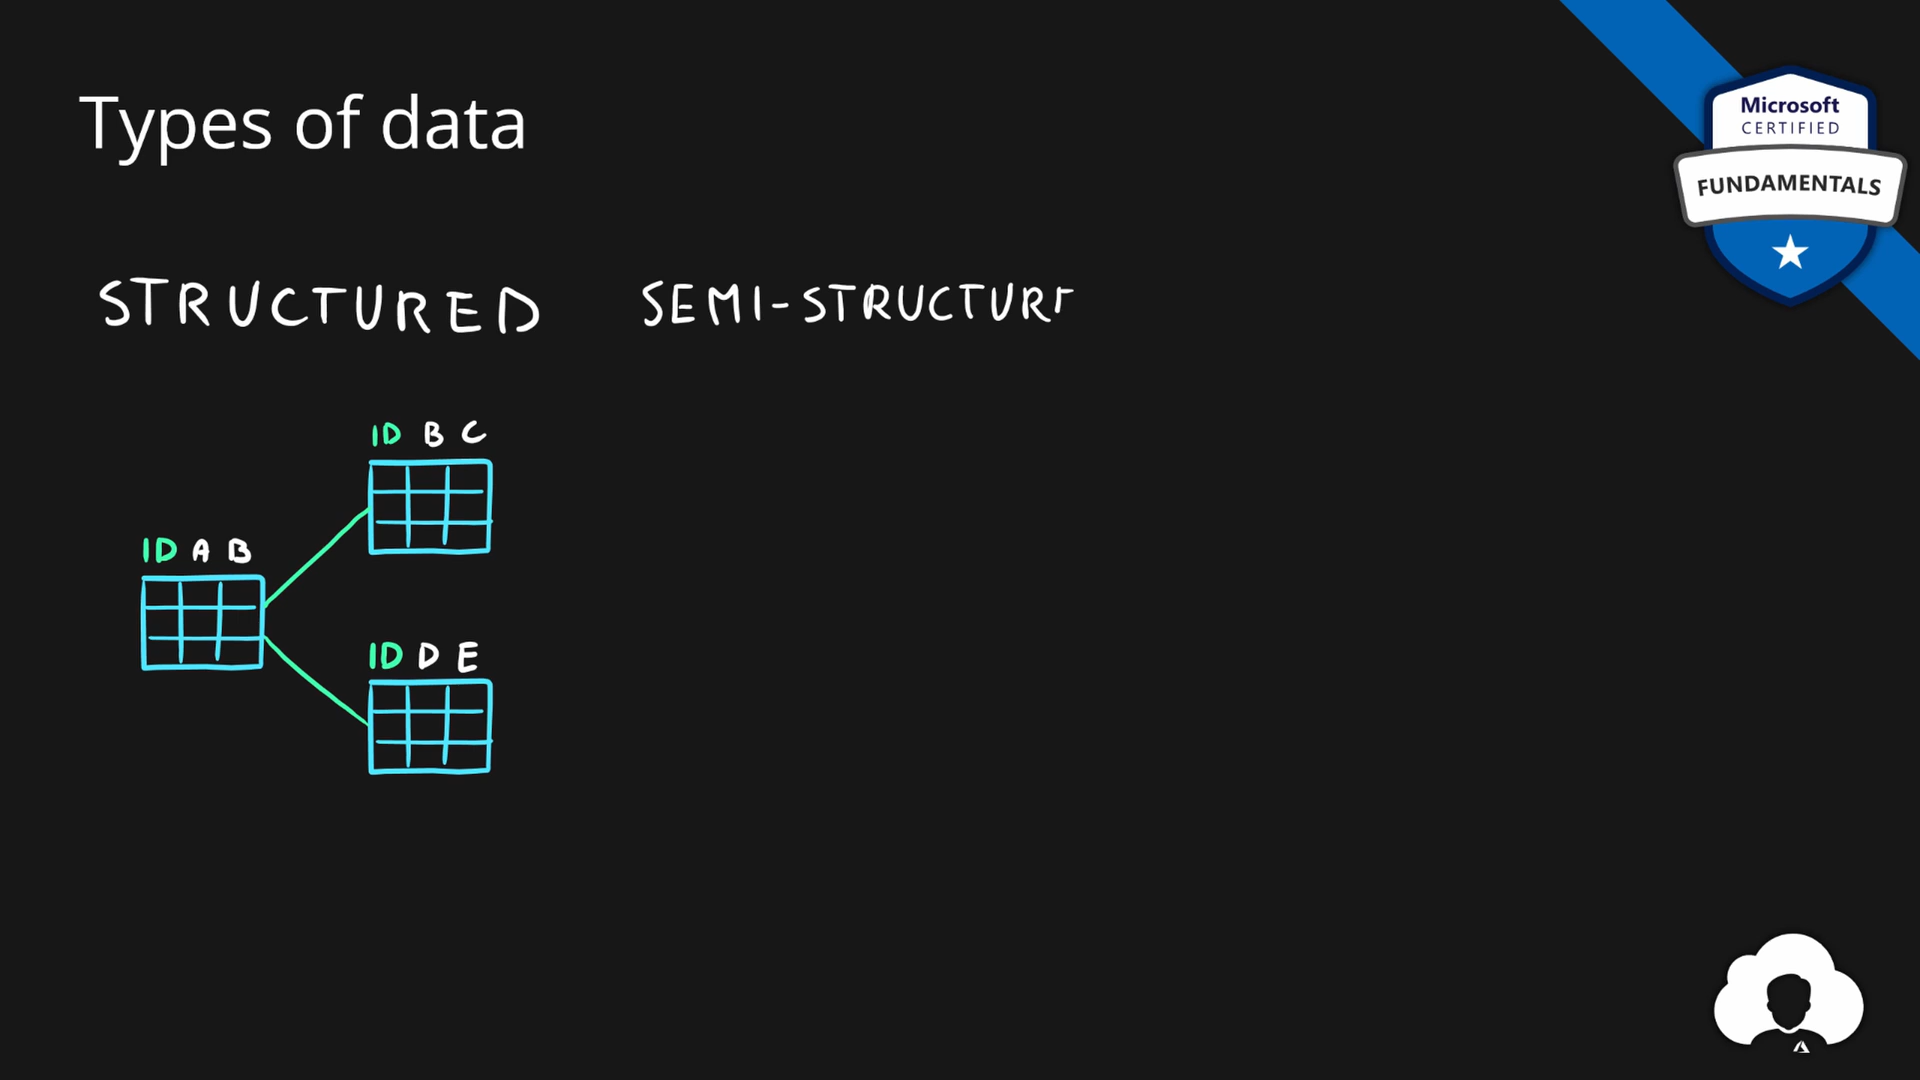 Types of data
Microsoft
CERTIFIED
FUNDAMENTALS
STRUCTURED SEMI-STRUCTUR
ID B C
ID A B
ID D E